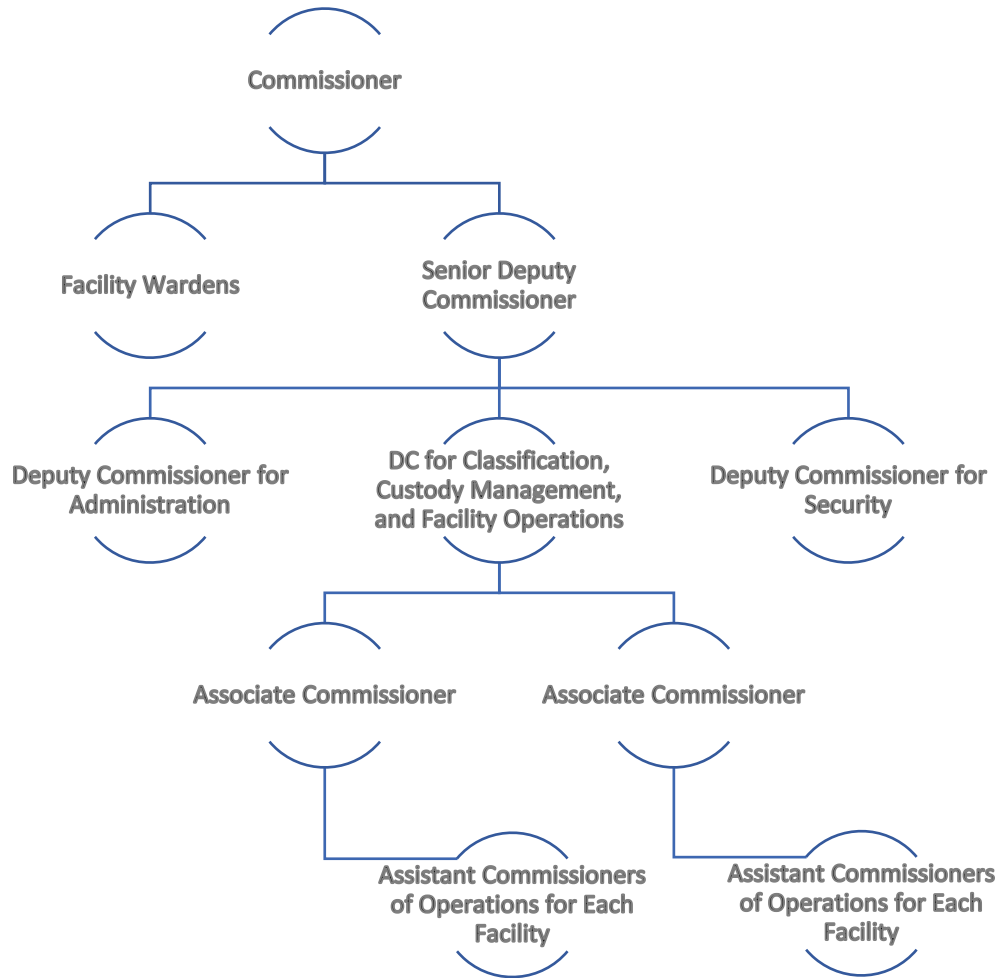 Commissioner
Facility Wardens
Senior Deputy
Commissioner
Deputy Commissioner for
Administration
DC for Classification,
Custody Management,
and Facility Operations
Deputy Commissioner for
Security
Associate Commissioner
Associate Commissioner
Assistant Commissioners
of Operations for Each
Facility
Assistant Commissioners
of Operations for Each
Facility